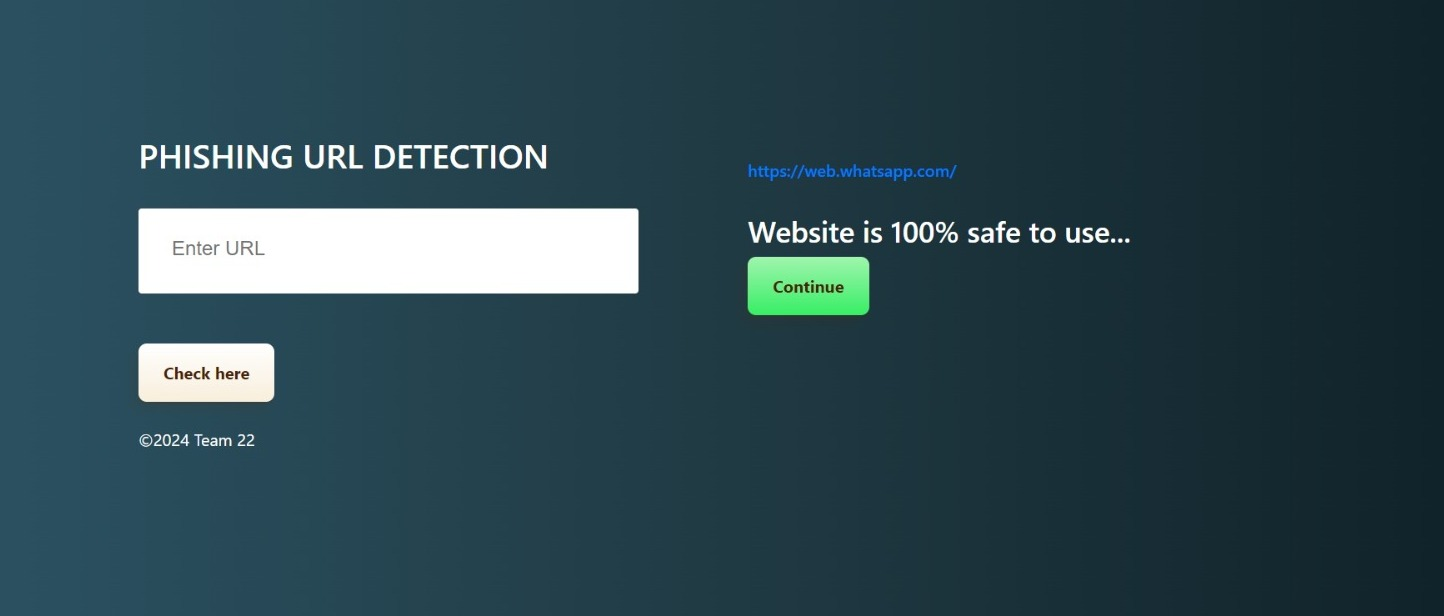 PHISHING URL DETECTION
Enter URL
Check here
©2024 Team 22
https://web.whatsapp.com/
Website is 100% safe to use...
Continue